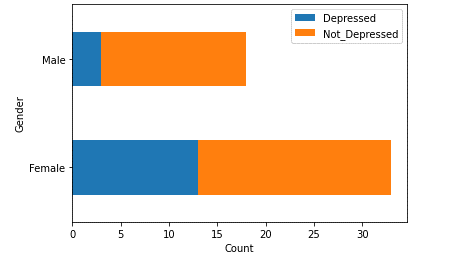 Depressed
Not_Depressed
Male
Gender
Female
0 5 10 15 20 25 30
Count